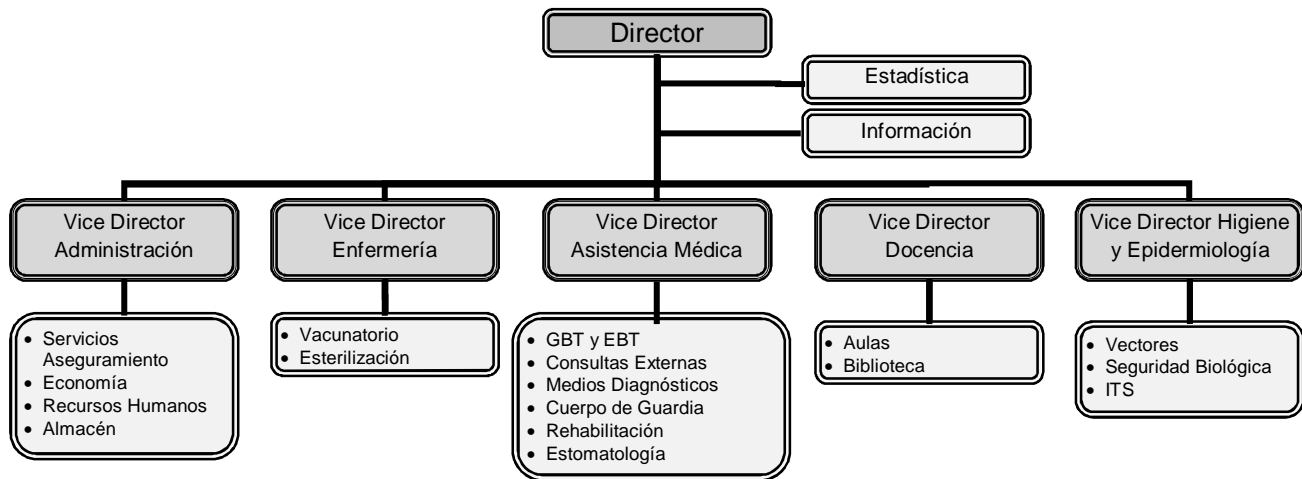 Director
Estadística
Información
Vice Director
Administración
Vice Director
Enfermería
Vice Director
Asistencia Médica
Vice Director
Docencia
Vice Director Higiene
y Epidermiología
• Servicios
Aseguramiento
• Economía
• Recursos Humanos
• Almacén
• Vacunatorio
• Esterilización
• GBT y EBT
• Consultas Externas
• Medios Diagnósticos
• Cuerpo de Guardia
• Rehabilitación
• Estomatología
• Aulas
• Biblioteca
• Vectores
• Seguridad Biológica
• ITS